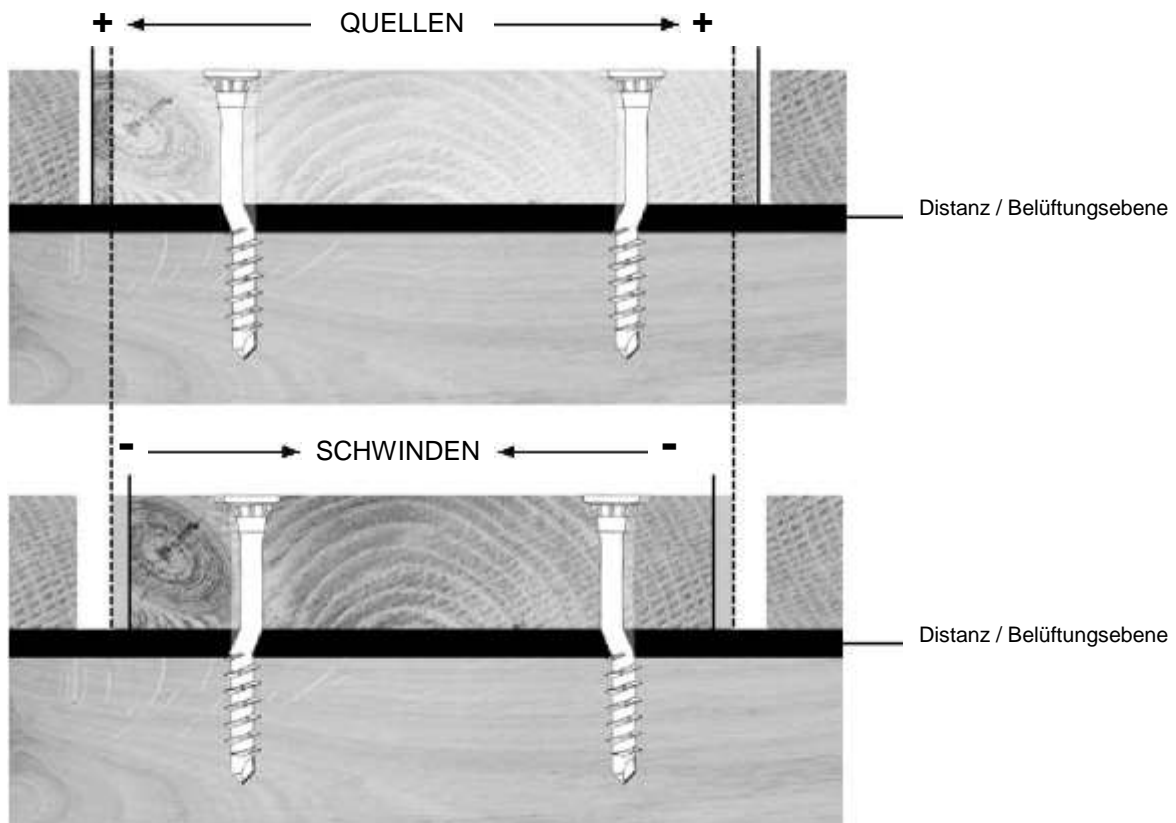 + QUELLEN +
Distanz / Belüftungsebene
- SCHWINDEN -
Distanz / Belüftungsebene